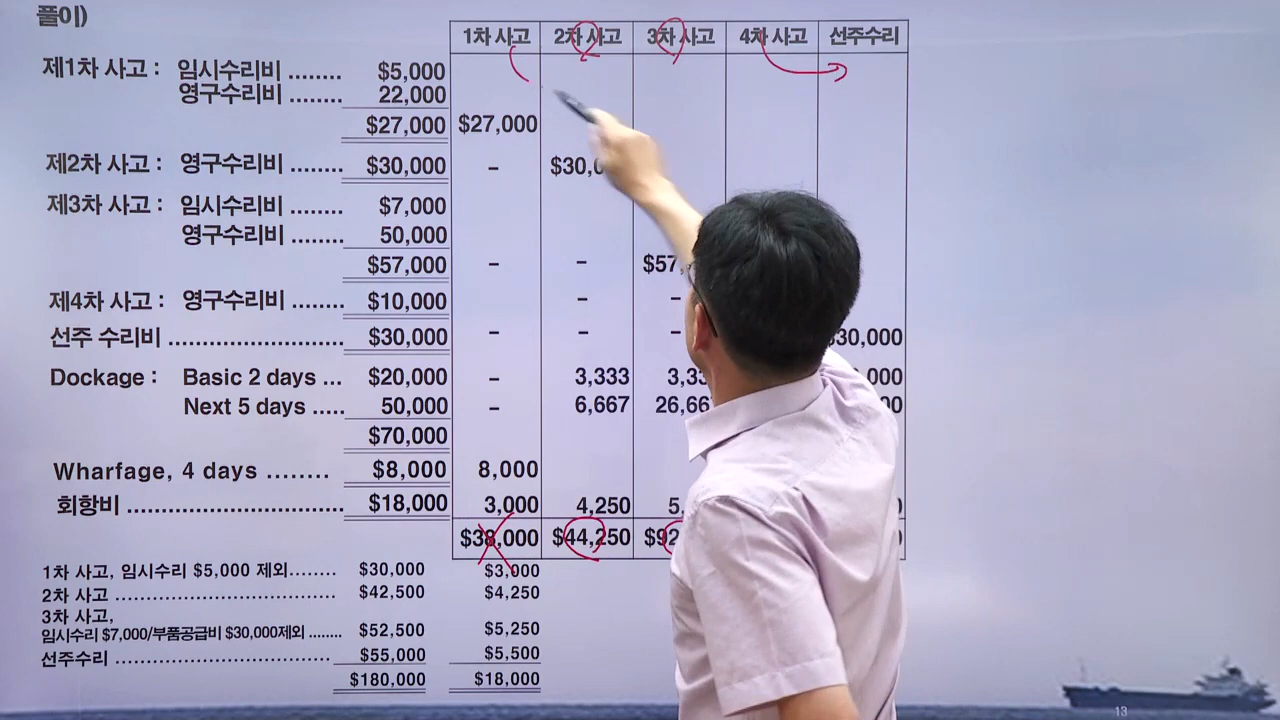 풀이)
1차 사고 2차 사고 3차 사고 4차 사고 선주수리
제1차 사고 : 임시수리비 ........ $5,000
영구수리비 ........ 22,000
$27,000 $27,000
제2차 사고 : 영구수리비 ........ $30,000 –
제3차 사고 : 임시수리비 ........ $7,000
영구수리비 ........ 50,000
$57,000 – –
제4차 사고 : 영구수리비 ........ $10,000 – –
선주 수리비 ........................... $30,000 – – – $30,000
Dockage : Basic 2 days ... $20,000 – 3,333
Next 5 days ..... 50,000 – 6,667
$70,000
Wharfage, 4 days ........ $8,000 8,000
회항비 ................................. $18,000 3,000 4,250
$38,000 $44,250
1차 사고, 임시수리 $5,000 제외........ $30,000 $3,000
2차 사고 ..................................... $42,500 $4,250
3차 사고,
임시수리 $7,000/부품공급비 $30,000제외 ........ $52,500 $5,250
선주수리 ................................ $55,000 $5,500
$180,000 $18,000
13